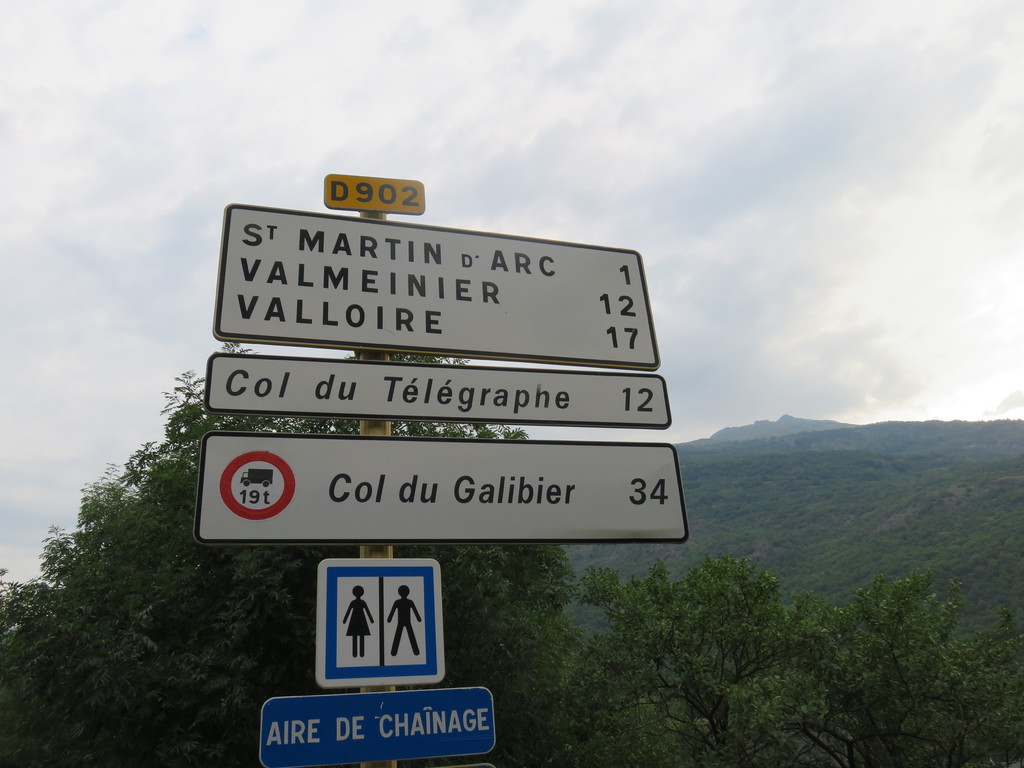 D902
ST MARTIN D'ARC 1
VALMEINIER 12
VALLOIRE 17
Col du Télégraphe 12
19t Col du Galibier 34
AIRE DE CHAÎNAGE